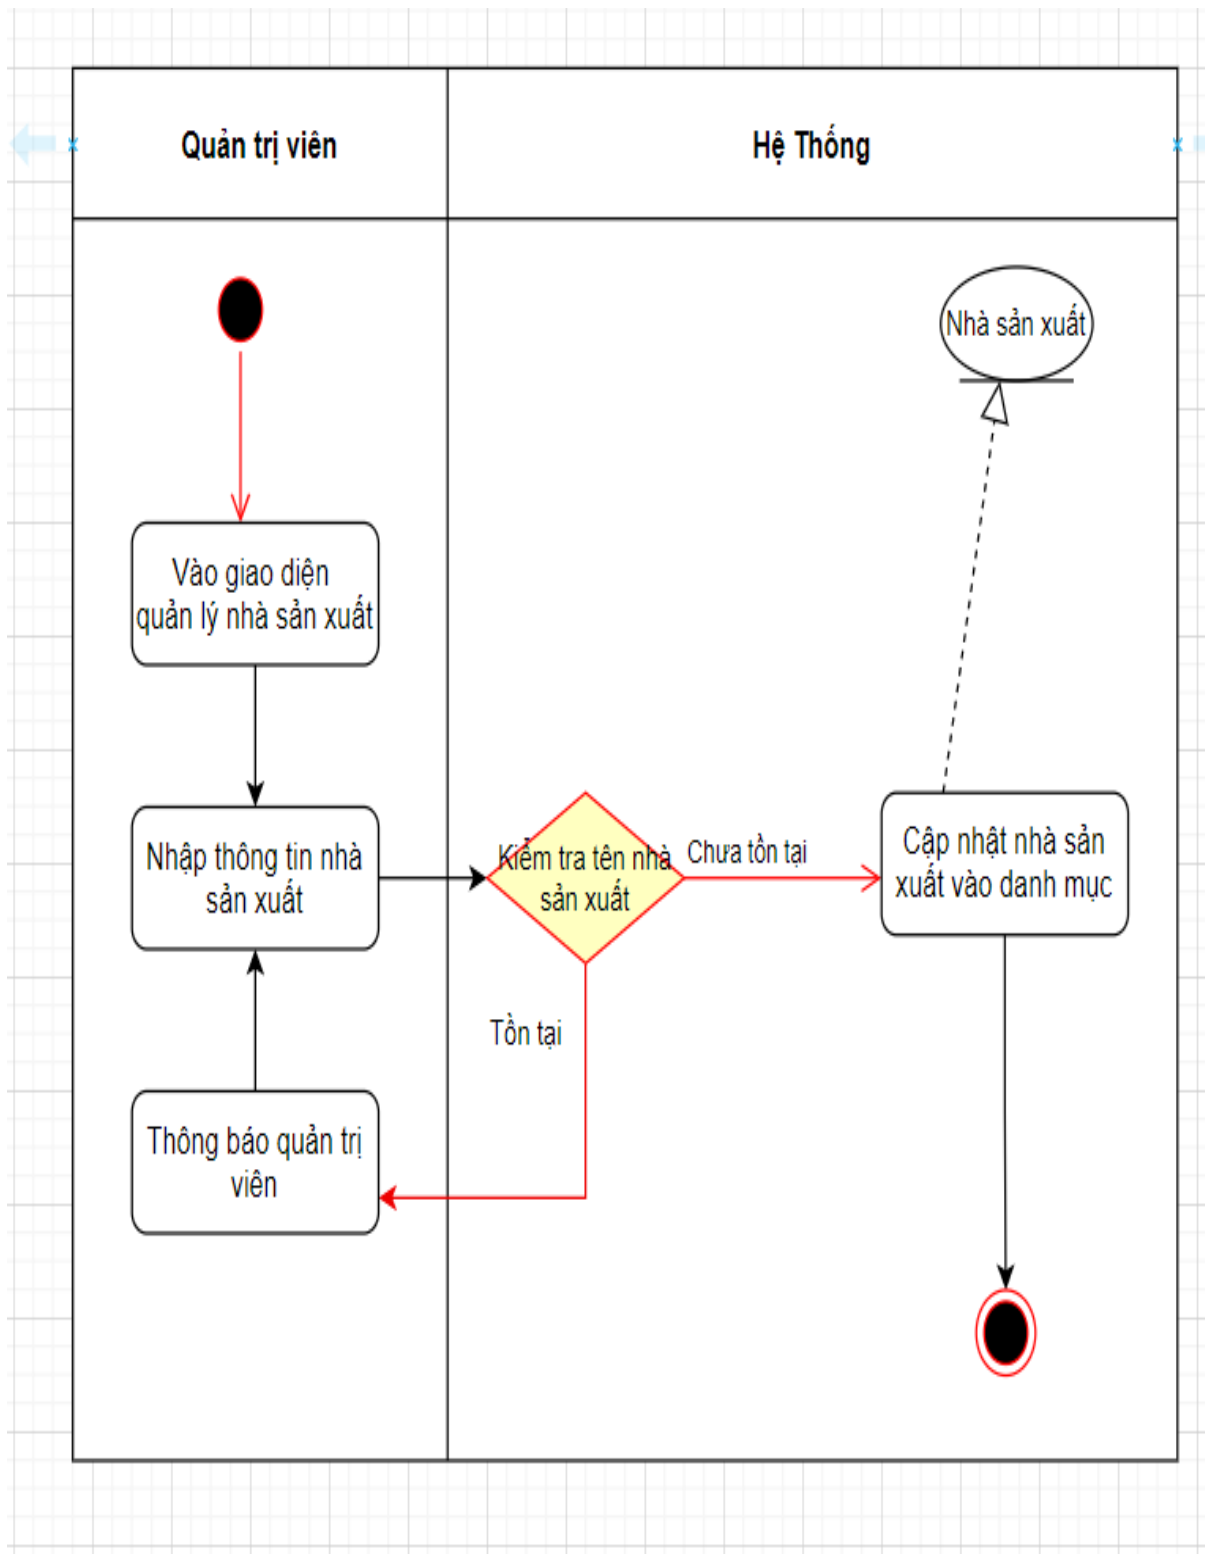 Quản trị viên
Hệ Thống
Nhà sản xuất
Vào giao diện
quản lý nhà sản xuất
Nhập thông tin nhà
sản xuất
Kiểm tra tên nhà
sản xuất
Chưa tồn tại
Cập nhật nhà sản
xuất vào danh mục
Tồn tại
Thông báo quản trị
viên